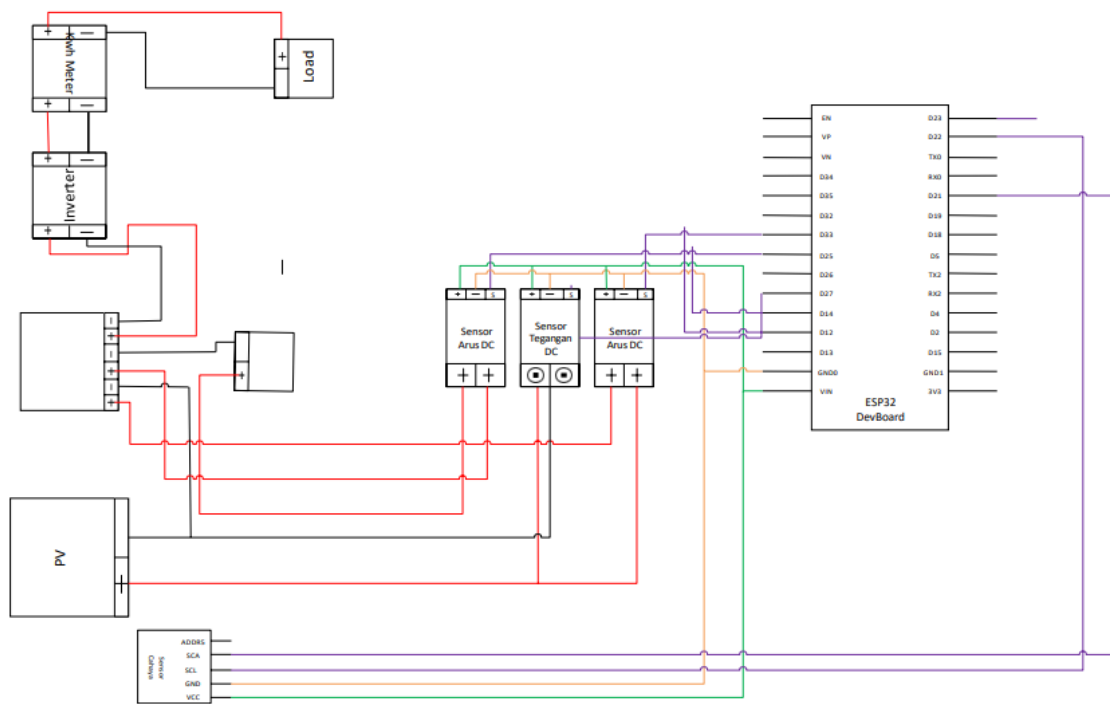 + —
Kwh Meter
+ —
+
Load
+ —
Inverter
+ —
—
+
—
+
—
+
+
PV
+
+ — S
Sensor
Arus DC
+ +
+ — S
Sensor
Tegangan
DC
+ — S
Sensor
Arus DC
+ +
EN
VP
VN
D34
D35
D32
D33
D25
D26
D27
D14
D12
D13
GND0
VIN
D23
D22
TX0
RX0
D21
D19
D18
D5
TX2
RX2
D4
D2
D15
GND1
3V3
ESP32
DevBoard
Sensor
Cahaya
ADDRS
SCA
SCL
GND
VCC